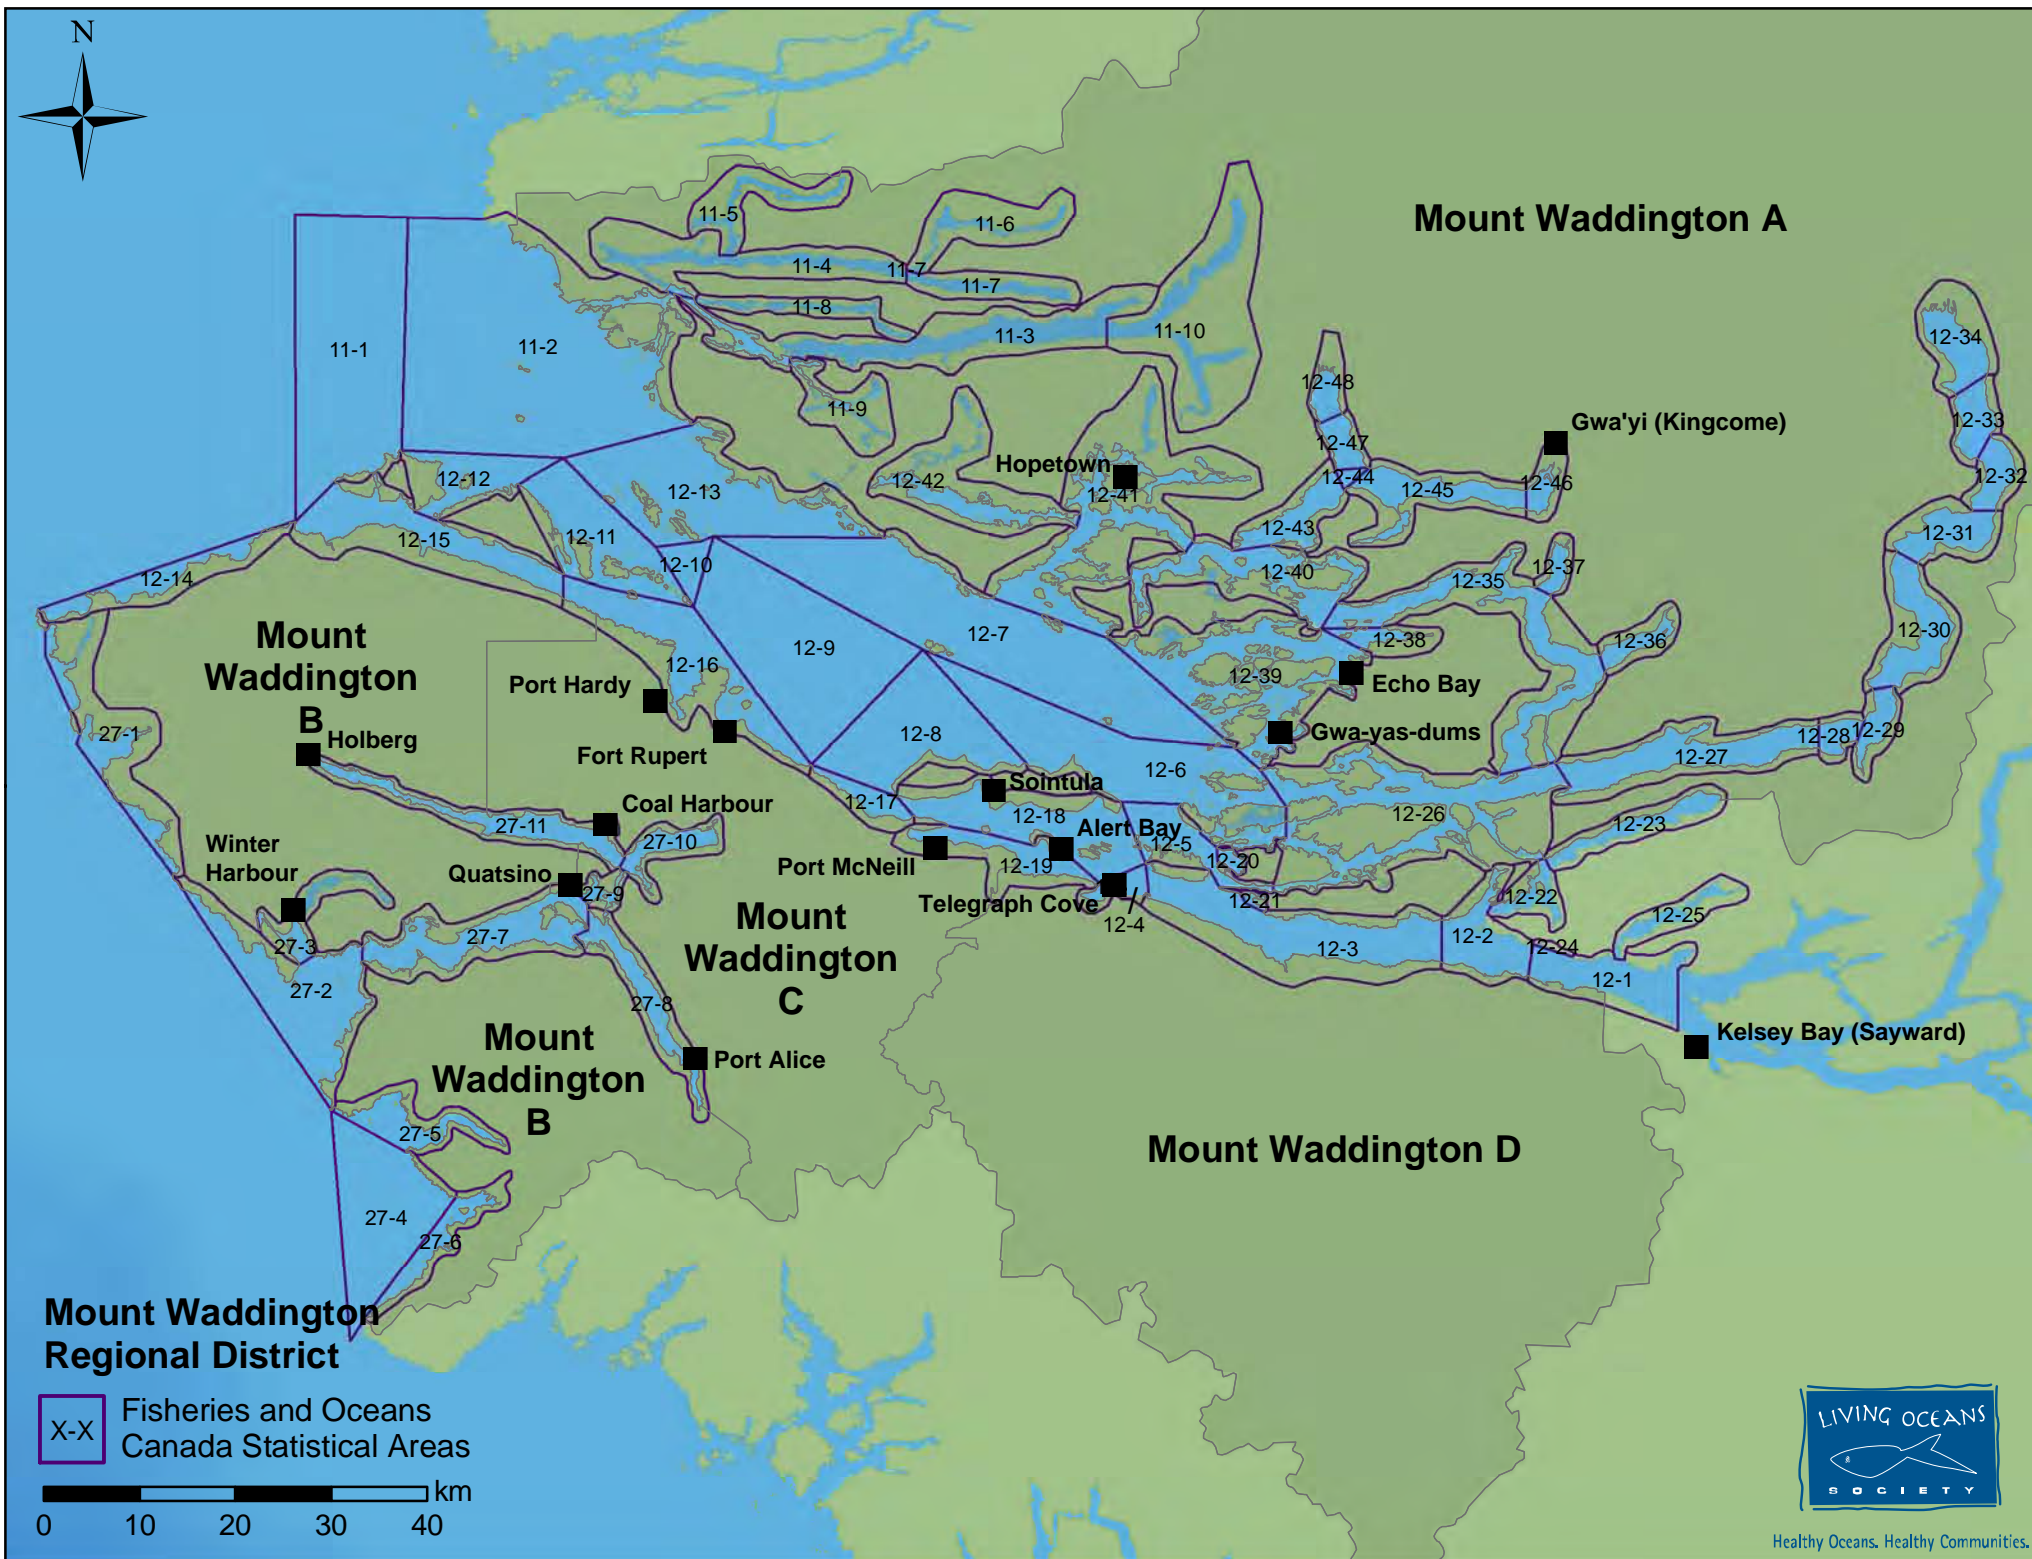 N
Mount Waddington A
11-5
11-6
11-4
11-7
11-7
11-8
11-3
11-10
11-1
11-2
11-9
12-48
12-34
12-33
12-47
Gwa'yi (Kingcome)
Hopetown
12-12
12-13
12-42
12-41
12-44
12-45
12-46
12-32
12-15
12-11
12-10
12-43
12-31
12-14
12-40
12-35
12-37
Mount
Waddington
B
12-9
12-7
12-38
12-36
12-30
12-16
12-39
Port Hardy
Echo Bay
27-1
Holberg
Fort Rupert
12-8
Gwa-yas-dums
12-28
12-29
12-27
12-6
Sointula
Coal Harbour
12-17
12-18
12-26
12-23
27-11
27-10
Alert Bay
12-5
12-20
Winter
Harbour
Quatsino
Port McNeill
12-19
27-9
Telegraph Cove
12-21
12-22
12-25
12-4
27-3
27-7
Mount
Waddington
C
12-3
12-2
12-24
12-1
27-2
27-8
Kelsey Bay (Sayward)
Mount
Waddington
B
Port Alice
27-5
Mount Waddington D
27-4
27-6
Mount Waddington
Regional District
X-X
Fisheries and Oceans
Canada Statistical Areas
km
0 10 20 30 40
LIVING OCEANS
SOCIETY
Healthy Oceans. Healthy Communities.